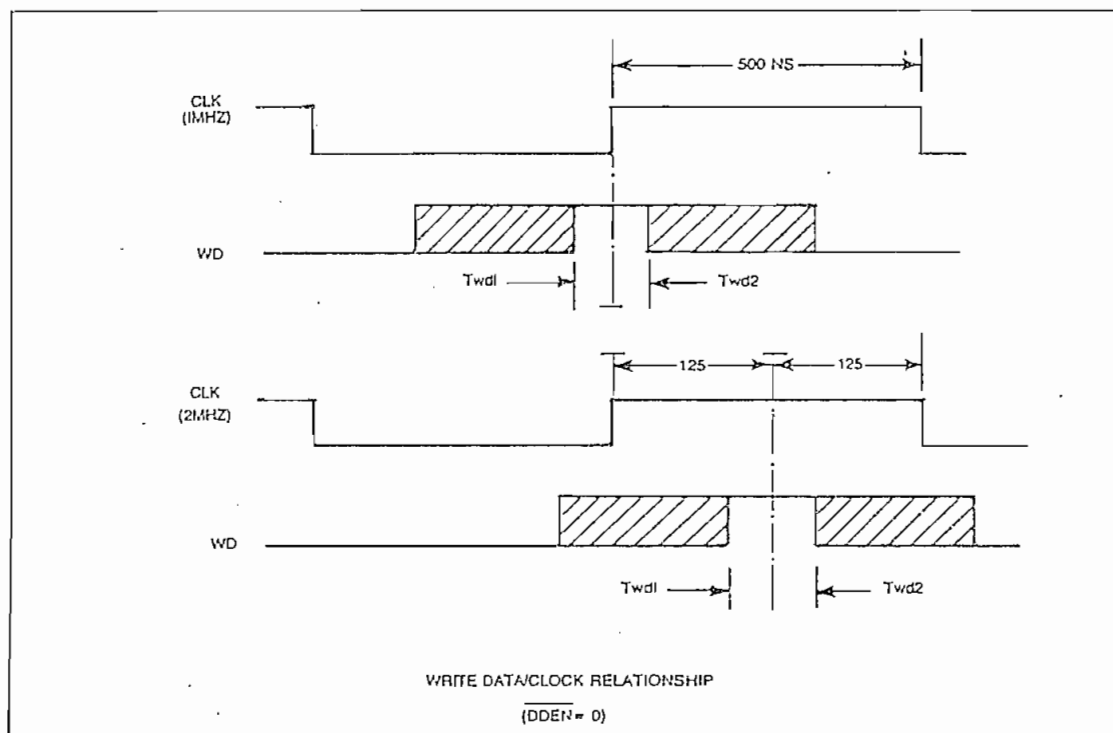 500 NS
CLK
(1MHZ)
WD
Twd1
Twd2
125
125
CLK
(2MHZ)
WD
Twd1
Twd2
WRITE DATA/CLOCK RELATIONSHIP
(DDEN = 0)